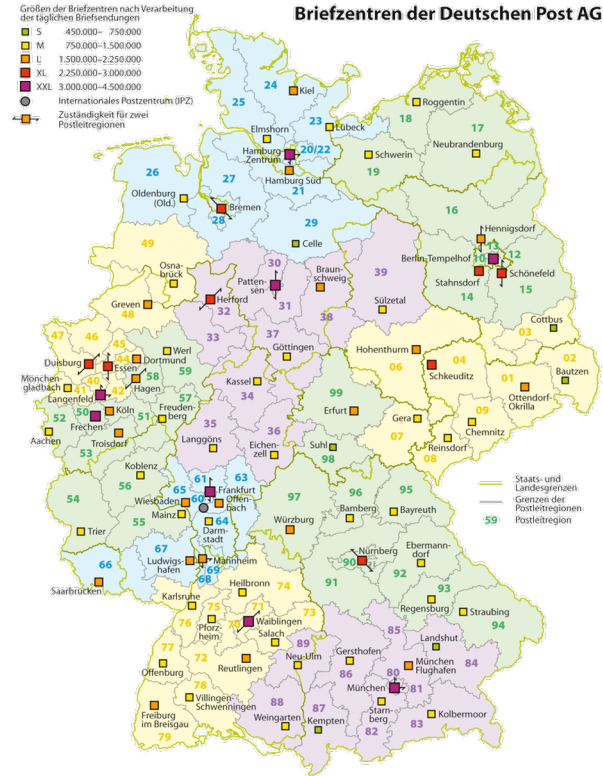 Briefzentren der Deutschen Post AG
Größen der Briefzentren nach Verarbeitung
der täglichen Briefsendungen
S 450.000– 750.000
M 750.000–1.500.000
L 1.500.000–2.250.000
XL 2.250.000–3.000.000
XXL 3.000.000–4.500.000
Internationales Postzentrum (IPZ)
Zuständigkeit für zwei
Postleitregionen
24
Kiel
25
Roggentin
18
17
23
Elmshorn
Lübeck
Neubrandenburg
Hamburg
Zentrum
20/22
Schwerin
19
26
27
Hamburg Süd
21
Oldenburg
(Old.)
Bremen
28
29
16
Hennigsdorf
49
Celle
13
Berlin-Tempelhof
10
12
30
39
Osna-
brück
Patten-
sen
Braun-
schweig
Stahnsdorf
Schönefeld
14
15
Greven
48
Herford
32
31
38
Sülzetal
Cottbus
03
47
46
45
33
37
Göttingen
Hohenthurm
04
02
Duisburg
Essen
44
Dortmund
Werl
59
06
Schkeuditz
Bautzen
Mönchen-
gladbach
41
40
42
58
Hagen
Kassel
34
99
01
Ottendorf-
Okrilla
Langenfeld
57
50
Köln
Freuden-
berg
Erfurt
Gera
09
Chemnitz
52
Frechen
51
35
36
07
Reinsdorf
Aachen
Troisdorf
Langgöns
Eichen-
zell
Suhl
98
08
53
Koblenz
61
63
Staats- und
Landesgrenzen
Grenzen der
Postleitregionen
59 Postleitregion
54
56
65
60
Frankfurt
97
96
95
Wiesbaden
Offen-
bach
Bamberg
Bayreuth
Mainz
64
55
Darm-
stadt
Würzburg
Trier
67
Nürnberg
Ebermann-
dorf
66
Ludwigs-
hafen
Mannheim
90
92
69
68
91
93
Saarbrücken
Heilbronn
74
Karlsruhe
Regensburg
Straubing
75
71
73
94
76
Pforz-
heim
70
Waiblingen
85
Landshut
Salach
89
77
72
Neu-Ulm
Gersthofen
84
Reutlingen
86
80
München
Flughafen
Offenburg
78
München
81
Villingen-
Schwenningen
88
87
Starn-
berg
Kolbermoor
Freiburg
im Breisgau
Weingarten
Kempten
82
83
79